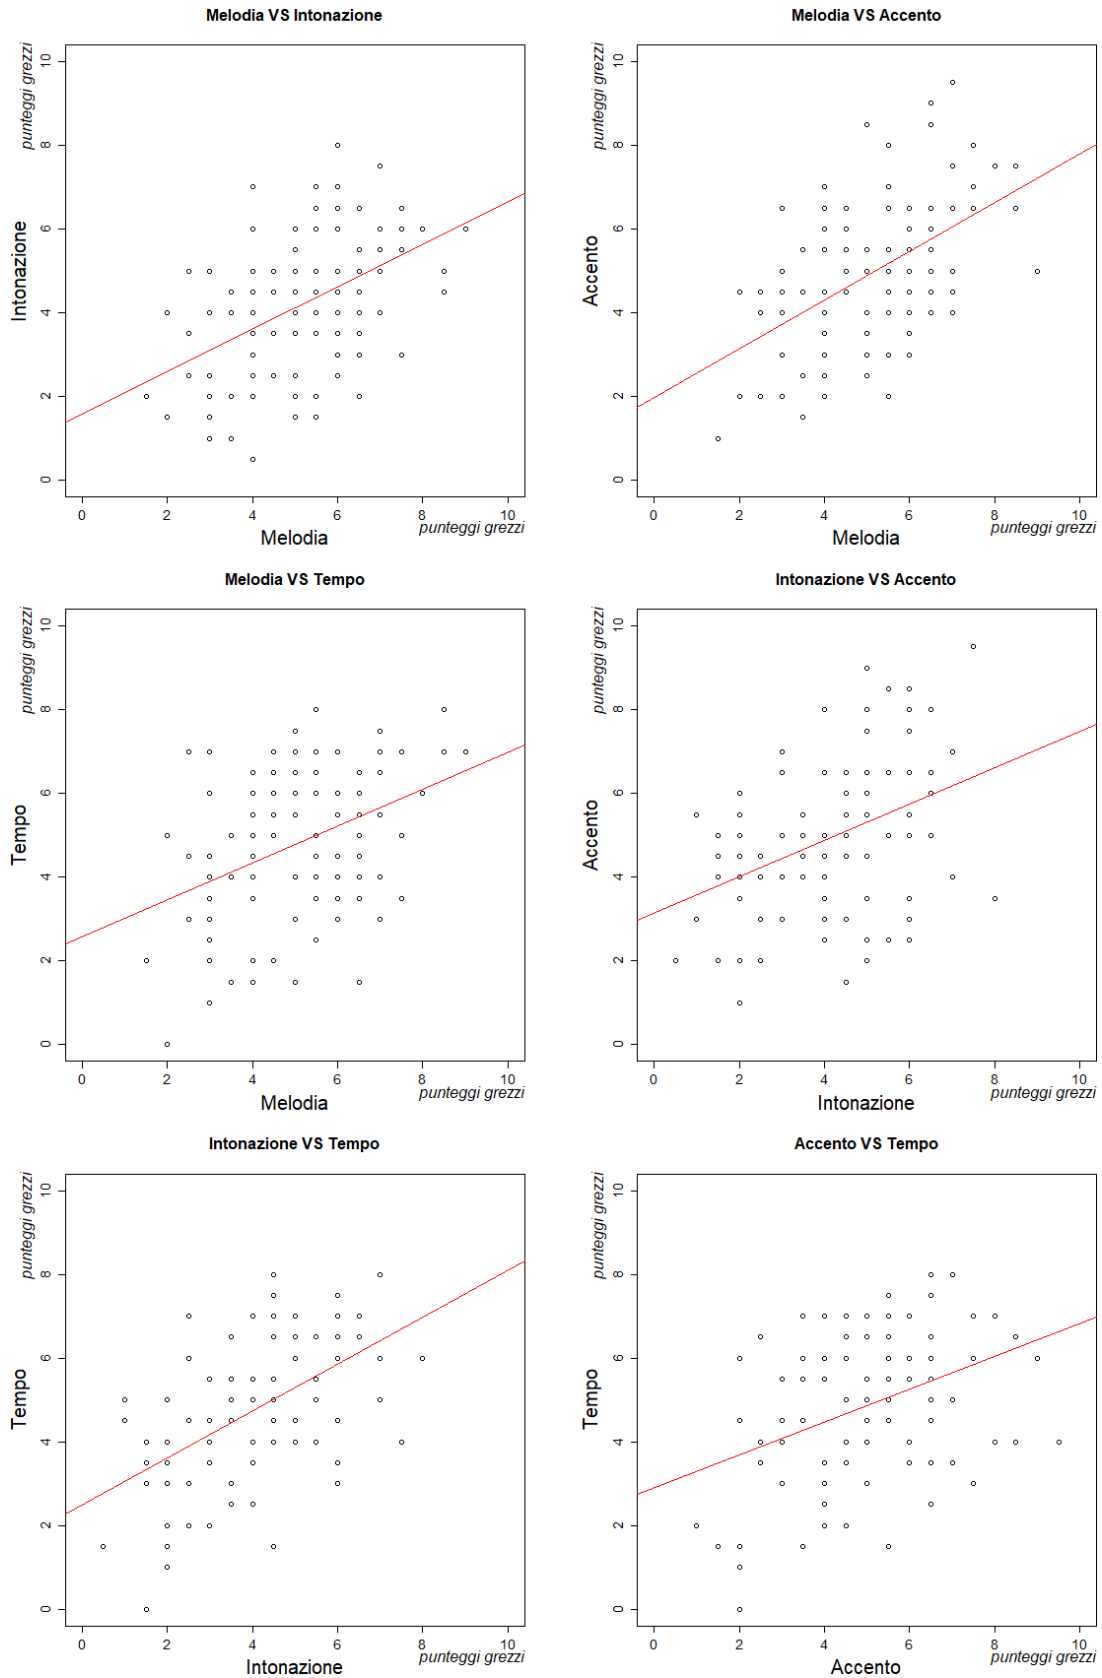 Melodia VS Intonazione
punteggi grezzi
Intonazione
0 2 4 6 8 10
0 2 4 6 8 10
Melodia
punteggi grezzi
Melodia VS Accento
punteggi grezzi
Accento
0 2 4 6 8 10
0 2 4 6 8 10
Melodia
punteggi grezzi
Melodia VS Tempo
punteggi grezzi
Tempo
0 2 4 6 8 10
0 2 4 6 8 10
Melodia
punteggi grezzi
Intonazione VS Accento
punteggi grezzi
Accento
0 2 4 6 8 10
0 2 4 6 8 10
Intonazione
punteggi grezzi
Intonazione VS Tempo
punteggi grezzi
Tempo
0 2 4 6 8 10
0 2 4 6 8 10
Intonazione
punteggi grezzi
Accento VS Tempo
punteggi grezzi
Tempo
0 2 4 6 8 10
0 2 4 6 8 10
Accento
punteggi grezzi